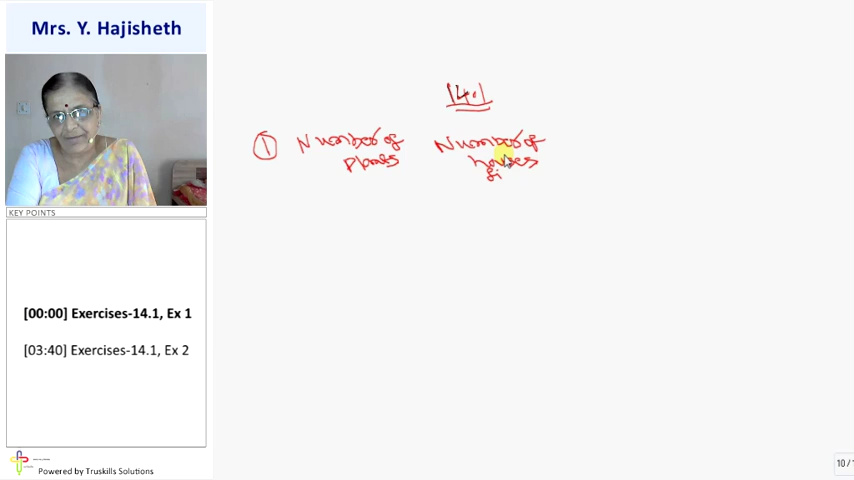 Mrs. Y. Hajisheth
14.1
① Number of Number of
Plants houses
fi
KEY POINTS
[00:00] Exercises-14.1, Ex 1
[03:40] Exercises-14.1, Ex 2
Powered by Truskills Solutions
10/1